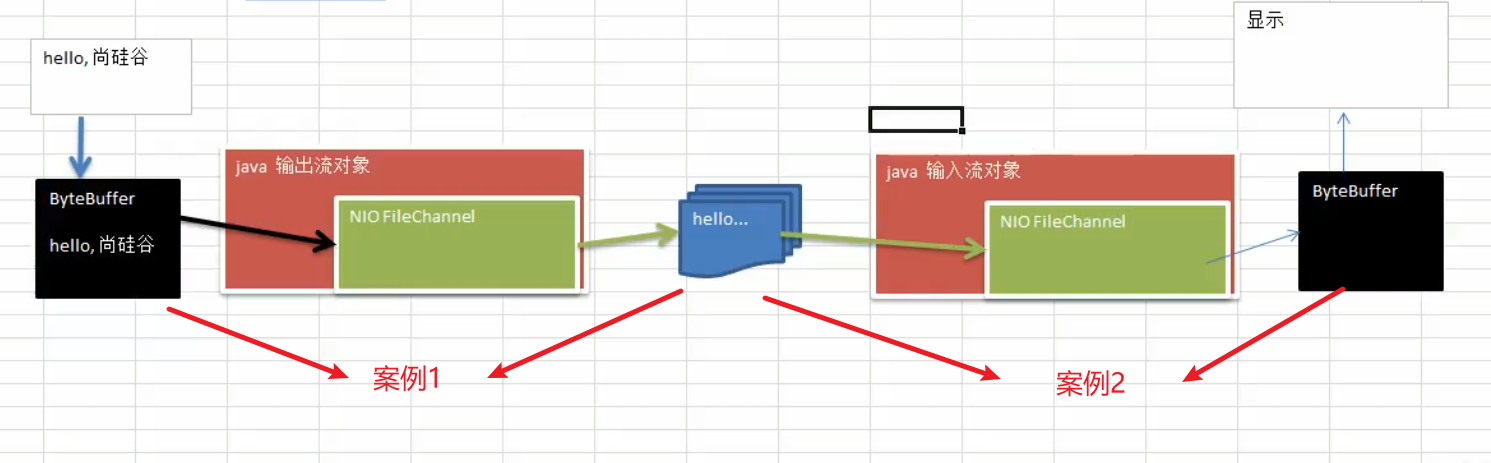 hello, 尚硅谷
ByteBuffer
hello, 尚硅谷
java 输出流对象
NIO FileChannel
hello...
java 输入流对象
NIO FileChannel
ByteBuffer
显示
案例1
案例2